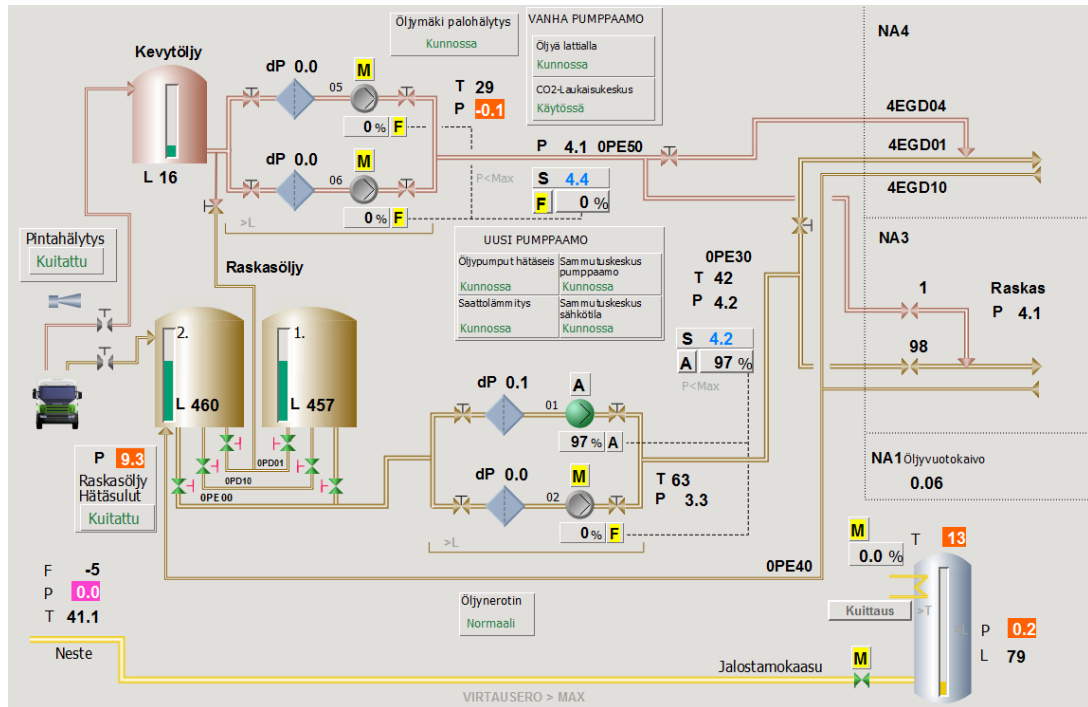 Öljymäki palohälytys
Kunnossa
VANHA PUMPPAAMO
Öljyä lattialla
Kunnossa
CO2-Laukaisukeskus
Käytössä
NA4
Kevytöljy
dP 0.0
M
05
0 % F
T 29
P -0.1
L 16
dP 0.0
M
06
0 % F
>L
P 4.1 0PE50
P<Max
S 4.4
F 0 %
4EGD04
4EGD01
4EGD10
Pintahälytys
Kuitattu
Raskasöljy
UUSI PUMPPAAMO
Öljypumput hätäseis
Kunnossa
Sammutuskeskus
pumppaamo
Kunnossa
Saattolämmitys
Kunnossa
Sammutuskeskus
sähkötila
Kunnossa
0PE30
T 42
P 4.2
S 4.2
A 97 %
P<Max
NA3
1
Raskas
P 4.1
98
2.
L 460
1.
L 457
dP 0.1
A
01
97 % A
dP 0.0
M
02
0 % F
>L
T 63
P 3.3
0PD01
0PD10
0PE00
P 9.3
Raskasöljy
Hätäsulut
Kuitattu
NA1 Öljyvuotokaivo
0.06
0PE40
F -5
P 0.0
T 41.1
Neste
Öljynerotin
Normaali
M
0.0 %
T 13
Kuittaus
>T
P 0.2
L 79
Jalostamokaasu
M
VIRTAUSERO > MAX